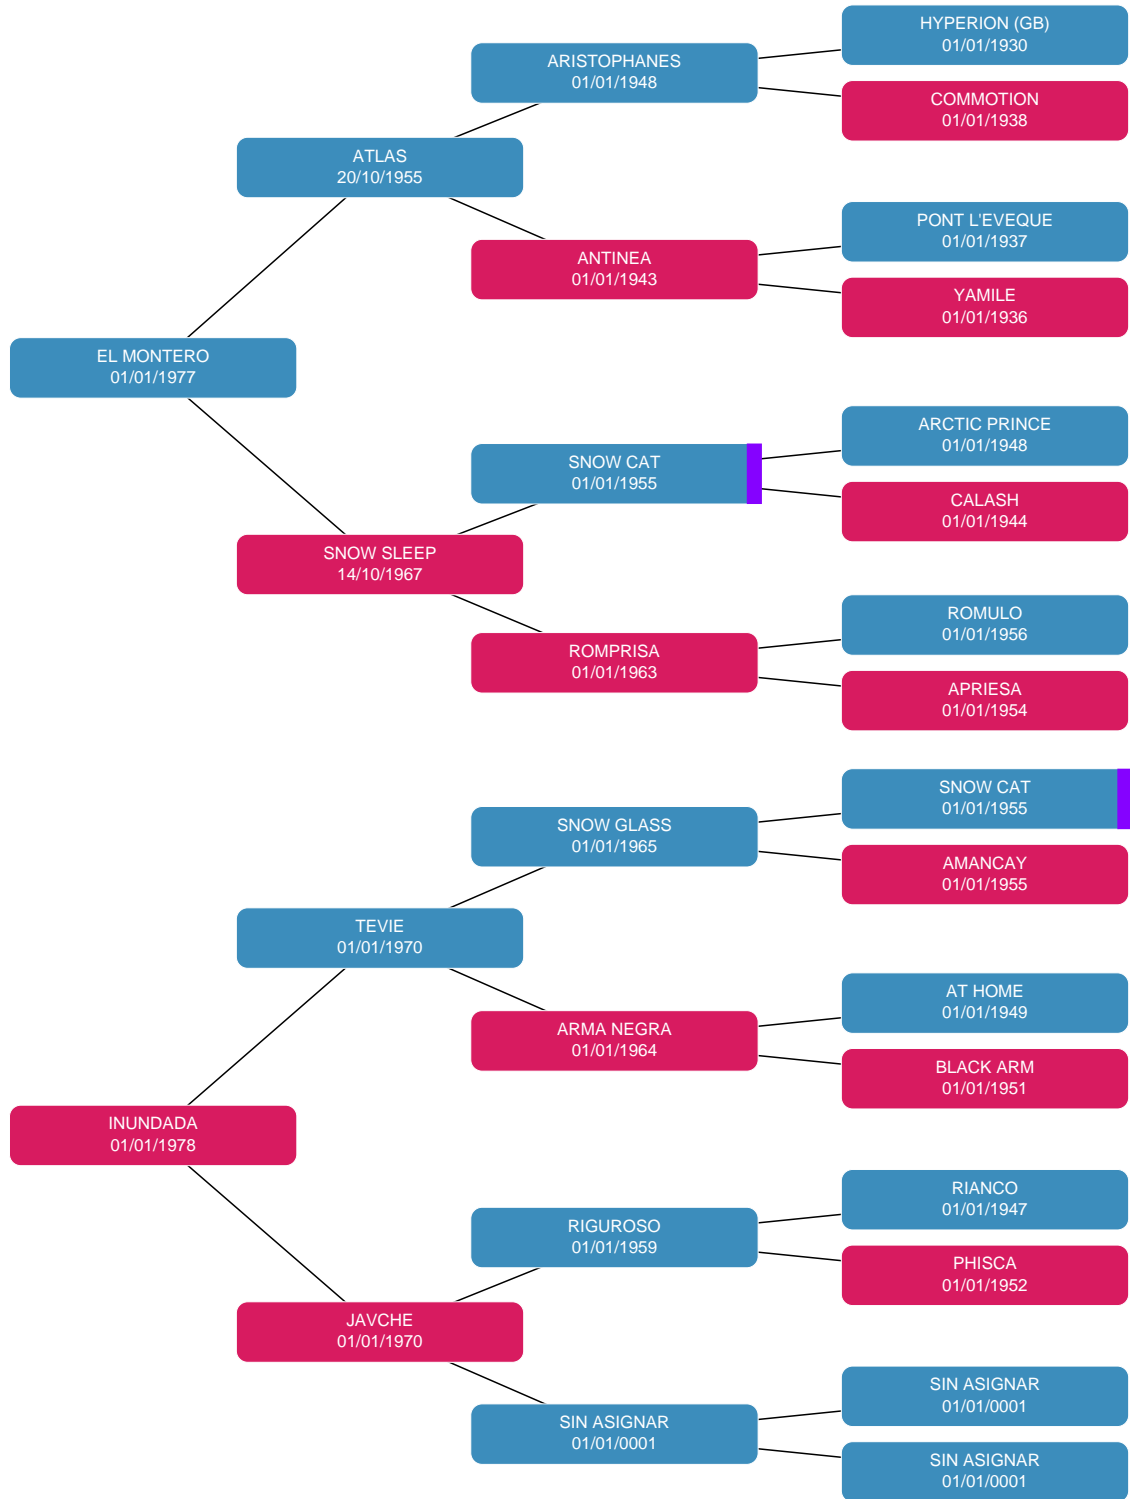 HYPERION (GB)
01/01/1930
ARISTOPHANES
01/01/1948
COMMOTION
01/01/1938
ATLAS
20/10/1955
PONT L'EVEQUE
01/01/1937
ANTINEA
01/01/1943
YAMILE
01/01/1936
EL MONTERO
01/01/1977
ARCTIC PRINCE
01/01/1948
SNOW CAT
01/01/1955
CALASH
01/01/1944
SNOW SLEEP
14/10/1967
ROMULO
01/01/1956
ROMPRISA
01/01/1963
APRIESA
01/01/1954
SNOW CAT
01/01/1955
SNOW GLASS
01/01/1965
AMANCAY
01/01/1955
TEVIE
01/01/1970
AT HOME
01/01/1949
ARMA NEGRA
01/01/1964
BLACK ARM
01/01/1951
INUNDADA
01/01/1978
RIANCO
01/01/1947
RIGUROSO
01/01/1959
PHISCA
01/01/1952
JAVCHE
01/01/1970
SIN ASIGNAR
01/01/0001
SIN ASIGNAR
01/01/0001
SIN ASIGNAR
01/01/0001